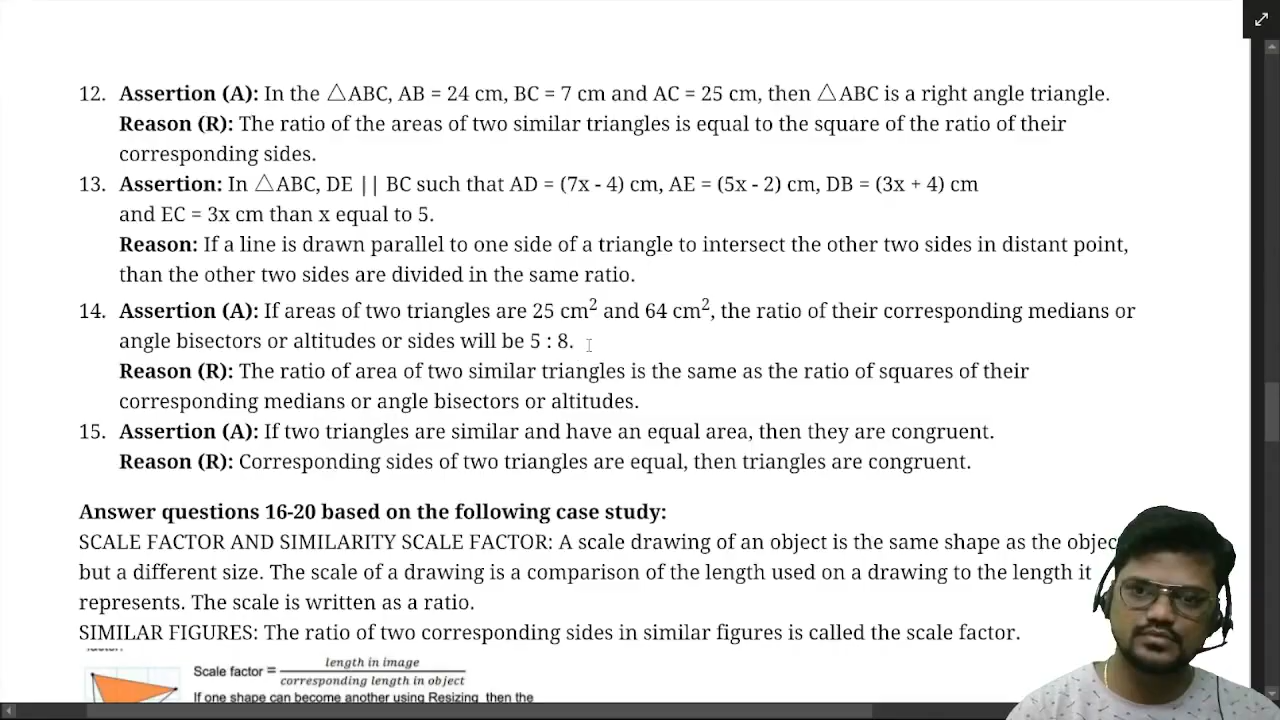 12. Assertion (A): In the △ABC, AB = 24 cm, BC = 7 cm and AC = 25 cm, then △ABC is a right angle triangle.
Reason (R): The ratio of the areas of two similar triangles is equal to the square of the ratio of their
corresponding sides.
13. Assertion: In △ABC, DE || BC such that AD = (7x - 4) cm, AE = (5x - 2) cm, DB = (3x + 4) cm
and EC = 3x cm than x equal to 5.
Reason: If a line is drawn parallel to one side of a triangle to intersect the other two sides in distant point,
than the other two sides are divided in the same ratio.
14. Assertion (A): If areas of two triangles are 25 cm² and 64 cm², the ratio of their corresponding medians or
angle bisectors or altitudes or sides will be 5 : 8.
Reason (R): The ratio of area of two similar triangles is the same as the ratio of squares of their
corresponding medians or angle bisectors or altitudes.
15. Assertion (A): If two triangles are similar and have an equal area, then they are congruent.
Reason (R): Corresponding sides of two triangles are equal, then triangles are congruent.
Answer questions 16-20 based on the following case study:
SCALE FACTOR AND SIMILARITY SCALE FACTOR: A scale drawing of an object is the same shape as the objec
but a different size. The scale of a drawing is a comparison of the length used on a drawing to the length it
represents. The scale is written as a ratio.
SIMILAR FIGURES: The ratio of two corresponding sides in similar figures is called the scale factor.
Scale factor = length in image
corresponding length in object
If one shape can become another using Resizing then the